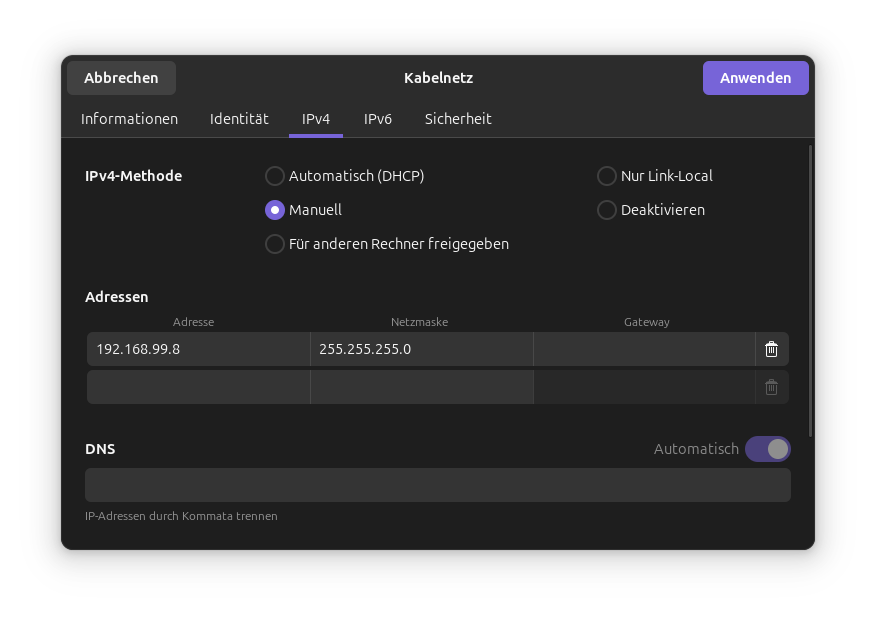 Abbrechen Kabelnetz Anwenden
Informationen Identität IPv4 IPv6 Sicherheit
IPv4-Methode Automatisch (DHCP) Nur Link-Local
Manuell Deaktivieren
Für anderen Rechner freigegeben
Adressen
Adresse Netzmaske Gateway
192.168.99.8 255.255.255.0
DNS Automatisch
IP-Adressen durch Kommata trennen